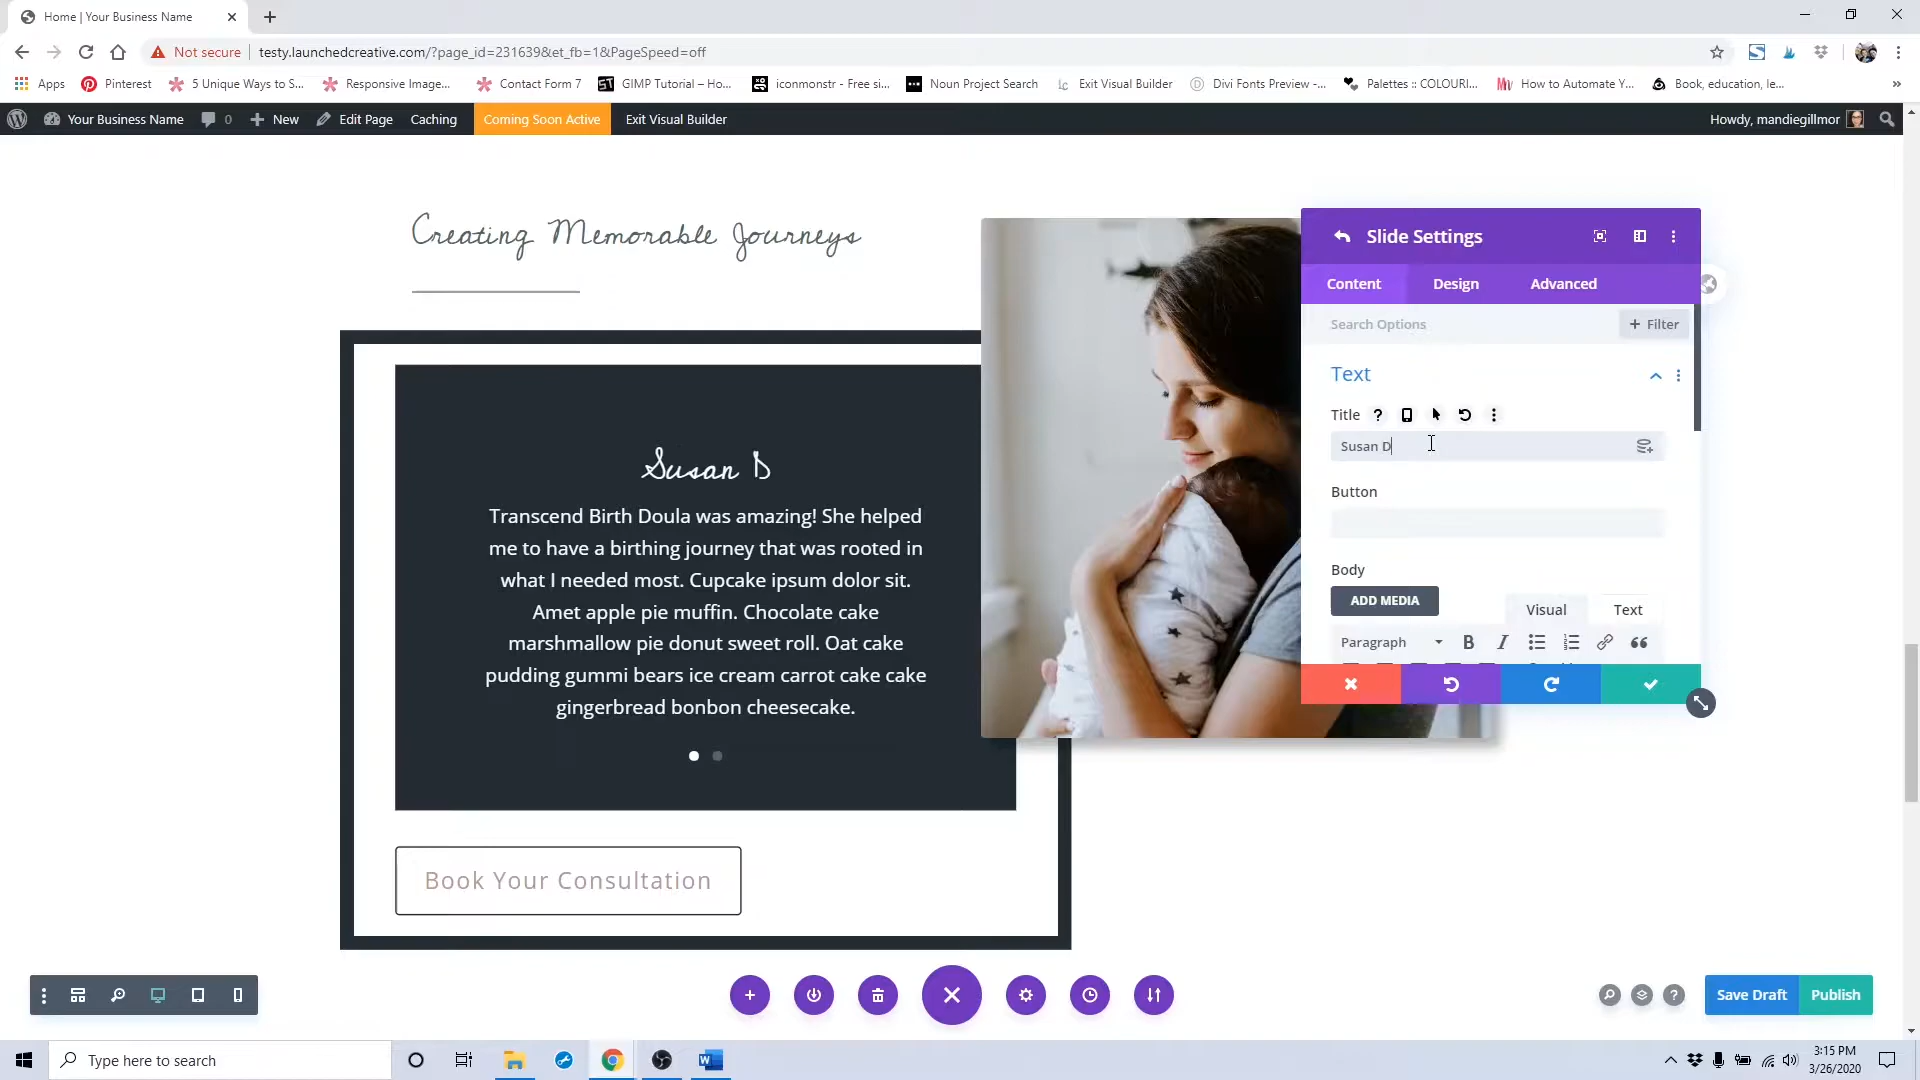 Home | Your Business Name
Not secure
testy.launchedcreative.com/?page_id=231639&et_fb=1&PageSpeed=off
Apps
Pinterest
5 Unique Ways to S...
Responsive Image...
Contact Form 7
GIMP Tutorial – Ho...
iconmonstr - Free si...
Noun Project Search
Exit Visual Builder
Divi Fonts Preview -...
Palettes :: COLOURI...
How to Automate Y...
Book, education, le...
Your Business Name
0
New
Edit Page
Caching
Coming Soon Active
Exit Visual Builder
Howdy, mandiegillmor
Creating Memorable Journeys
Susan D
Transcend Birth Doula was amazing! She helped
me to have a birthing journey that was rooted in
what I needed most. Cupcake ipsum dolor sit.
Amet apple pie muffin. Chocolate cake
marshmallow pie donut sweet roll. Oat cake
pudding gummi bears ice cream carrot cake cake
gingerbread bonbon cheesecake.
Book Your Consultation
Slide Settings
Content
Design
Advanced
Search Options
+ Filter
Text
Title
Susan D
Button
Body
ADD MEDIA
Visual
Text
Paragraph
Save Draft
Publish
Type here to search
3:15 PM
3/26/2020